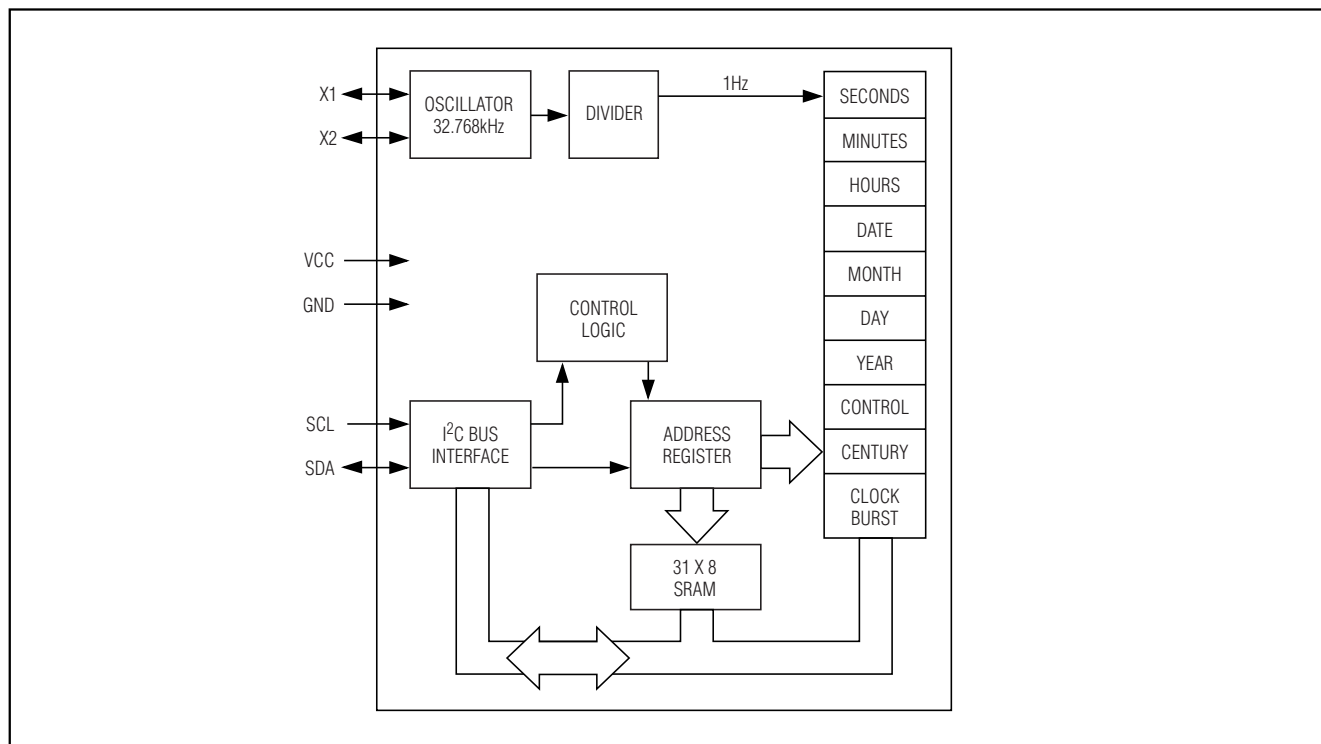 X1
X2
OSCILLATOR
32.768kHz
DIVIDER
1Hz
SECONDS
MINUTES
HOURS
DATE
MONTH
DAY
YEAR
CONTROL
CENTURY
CLOCK
BURST
VCC
GND
CONTROL
LOGIC
SCL
SDA
I²C BUS
INTERFACE
ADDRESS
REGISTER
31 X 8
SRAM